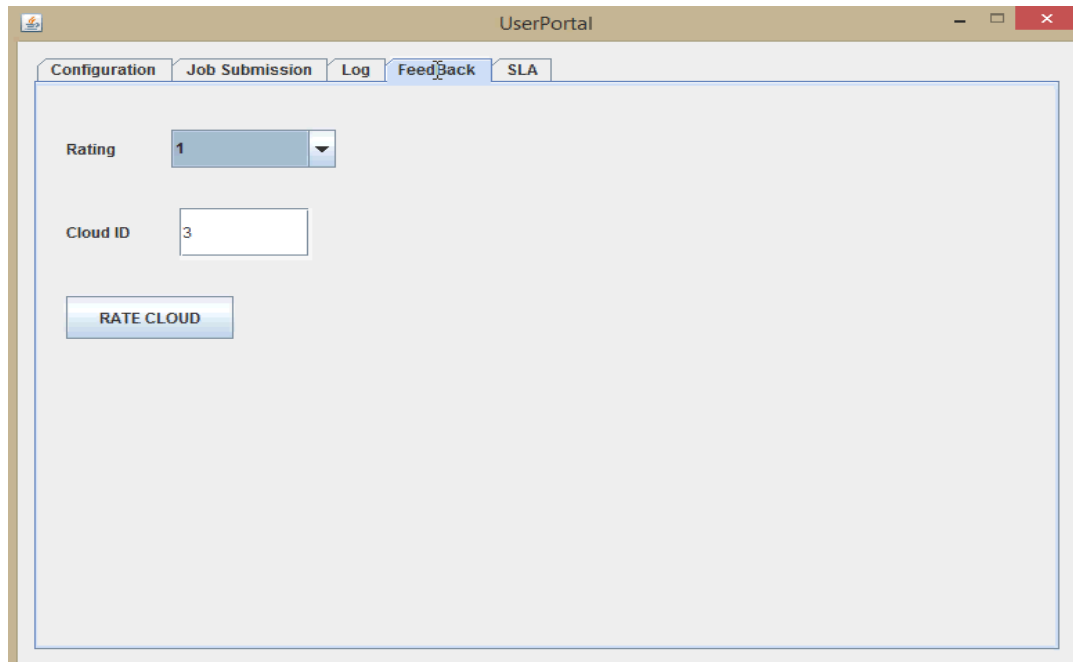 UserPortal
Configuration Job Submission Log FeedBack SLA
Rating 1
Cloud ID 3
RATE CLOUD